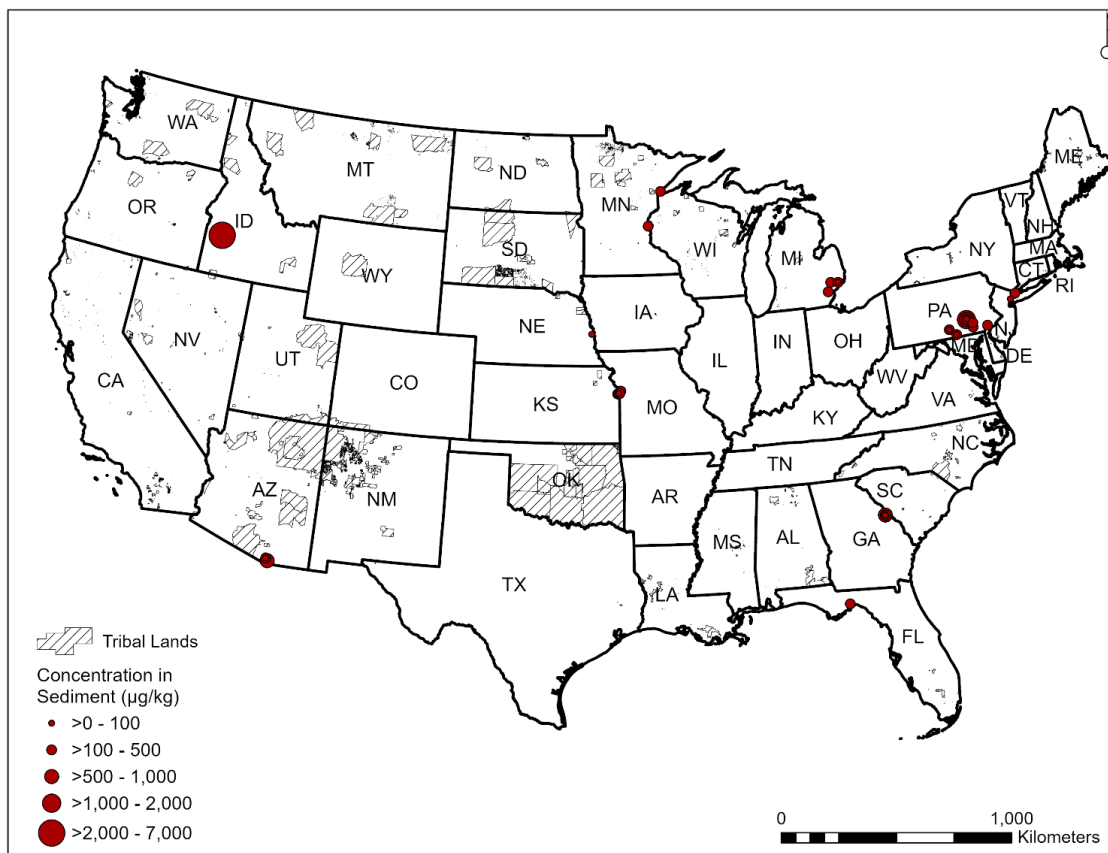 WA
MT
ND
MN
ME
VT
NH
OR
ID
SD
WI
MI
NY
MA
CT
RI
WY
NE
IA
PA
NJ
NV
UT
CO
IL
IN
OH
MD
DE
CA
KS
MO
WV
VA
KY
AZ
NM
OK
AR
TN
NC
SC
MS
AL
GA
TX
LA
FL
Tribal Lands
Concentration in
Sediment (µg/kg)
>0 - 100
>100 - 500
>500 - 1,000
>1,000 - 2,000
>2,000 - 7,000
0
1,000
Kilometers